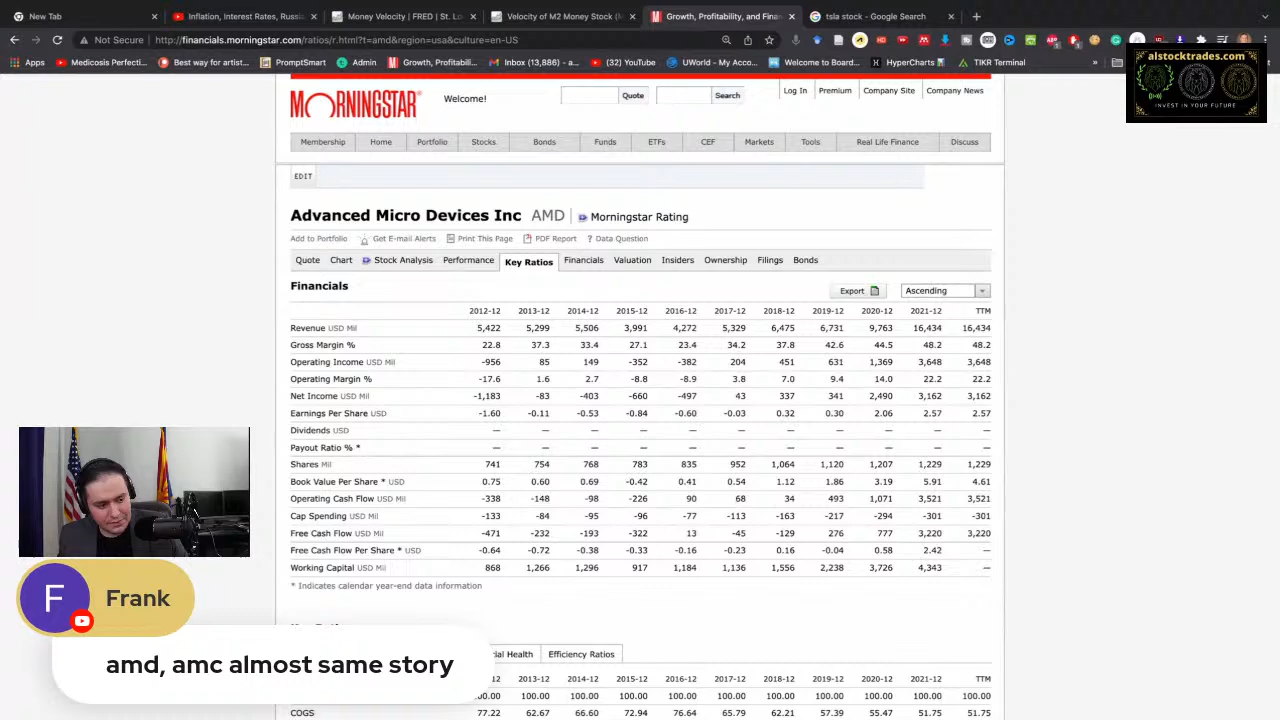 New Tab
Inflation, Interest Rates, Russia
Money Velocity | FRED | St. Lo
Velocity of M2 Money Stock (M
Growth, Profitability, and Finan
tsla stock - Google Search
Not Secure | http://financials.morningstar.com/ratios/r.html?t=amd&region=usa&culture=en-US
Apps
Medicosis Perfecti...
Best way for artist...
PromptSmart
Admin
Growth, Profitabili...
Inbox (13,886) - a...
(32) YouTube
UWorld - My Acco...
Welcome to Board...
HyperCharts
TIKR Terminal
»
alstocktrades.com
INVEST IN YOUR FUTURE
MORNINGSTAR®
Welcome!
Quote
Search
Log In
Premium
Company Site
Company News
Membership Home Portfolio Stocks Bonds Funds ETFs CEF Markets Tools Real Life Finance Discuss
EDIT
Advanced Micro Devices Inc AMD | Morningstar Rating
Add to Portfolio Get E-mail Alerts Print This Page PDF Report ? Data Question
Quote Chart Stock Analysis Performance Key Ratios Financials Valuation Insiders Ownership Filings Bonds
Financials
Export
Ascending
2012-12 2013-12 2014-12 2015-12 2016-12 2017-12 2018-12 2019-12 2020-12 2021-12 TTM
Revenue USD Mil 5,422 5,299 5,506 3,991 4,272 5,329 6,475 6,731 9,763 16,434 16,434
Gross Margin % 22.8 37.3 33.4 27.1 23.4 34.2 37.8 42.6 44.5 48.2 48.2
Operating Income USD Mil -956 85 149 -352 -382 204 451 631 1,369 3,648 3,648
Operating Margin % -17.6 1.6 2.7 -8.8 -8.9 3.8 7.0 9.4 14.0 22.2 22.2
Net Income USD Mil -1,183 -83 -403 -660 -497 43 337 341 2,490 3,162 3,162
Earnings Per Share USD -1.60 -0.11 -0.53 -0.84 -0.60 -0.03 0.32 0.30 2.06 2.57 2.57
Dividends USD — — — — — — — — — — —
Payout Ratio % * — — — — — — — — — — —
Shares Mil 741 754 768 783 835 952 1,064 1,120 1,207 1,229 1,229
Book Value Per Share * USD 0.75 0.60 0.69 -0.42 0.41 0.54 1.12 1.86 3.19 5.91 4.61
Operating Cash Flow USD Mil -338 -148 -98 -226 90 68 34 493 1,071 3,521 3,521
Cap Spending USD Mil -133 -84 -95 -96 -77 -113 -163 -217 -294 -301 -301
Free Cash Flow USD Mil -471 -232 -193 -322 13 -45 -129 276 777 3,220 3,220
Free Cash Flow Per Share * USD -0.64 -0.72 -0.38 -0.33 -0.16 -0.23 0.16 -0.04 0.58 2.42 —
Working Capital USD Mil 868 1,266 1,296 917 1,184 1,136 1,556 2,238 3,726 4,343 —
* Indicates calendar year-end data information
F
Frank
amd, amc almost same story
Efficiency Ratios
2013-12 2014-12 2015-12 2016-12 2017-12 2018-12 2019-12 2020-12 2021-12 TTM
100.00 100.00 100.00 100.00 100.00 100.00 100.00 100.00 100.00 100.00
COGS 77.22 62.67 66.60 72.94 76.64 65.79 62.21 57.39 55.47 51.75 51.75